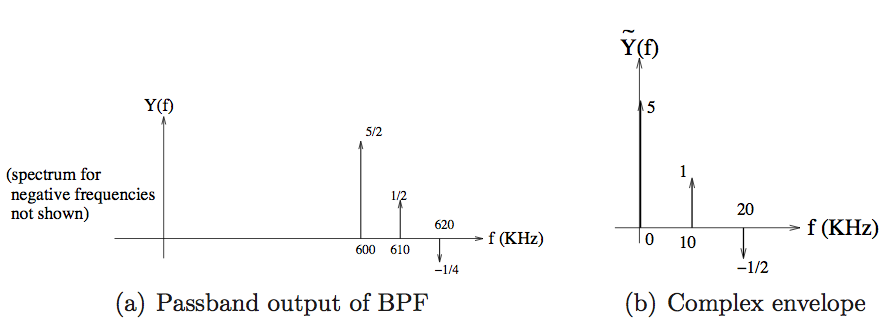 Y(f)
5/2
(spectrum for
negative frequencies
not shown)
1/2
620
f (KHz)
600
610
−1/4
(a) Passband output of BPF
Ỹ(f)
5
1
20
f (KHz)
0
10
−1/2
(b) Complex envelope